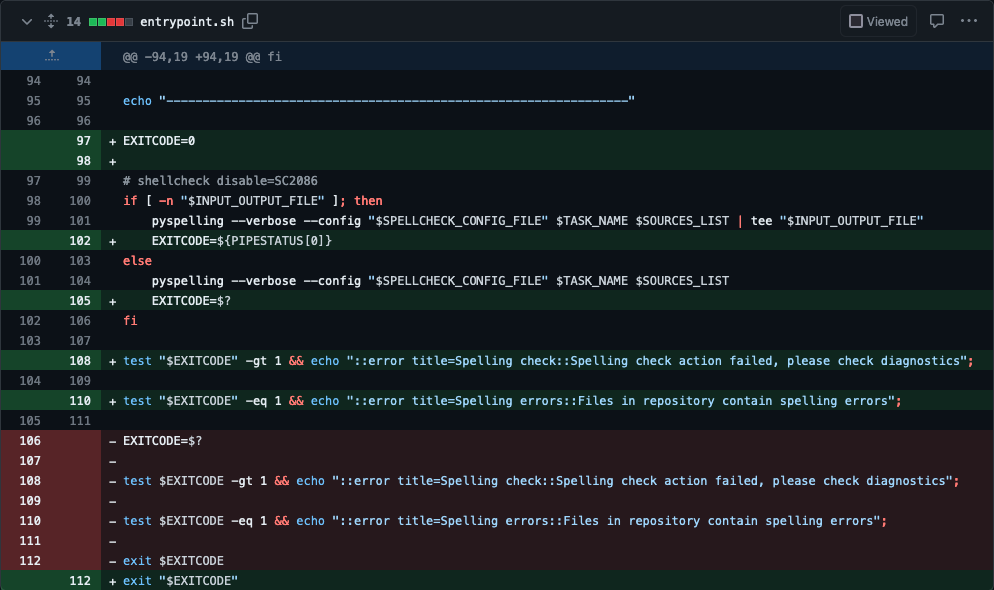 14 entrypoint.sh Viewed
@@ -94,19 +94,19 @@ fi
94 94
95 95 echo "----------------------------------------------------------------"
96 96
97 + EXITCODE=0
98 +
97 99 # shellcheck disable=SC2086
98 100 if [ -n "$INPUT_OUTPUT_FILE" ]; then
99 101 pyspelling --verbose --config "$SPELLCHECK_CONFIG_FILE" $TASK_NAME $SOURCES_LIST | tee "$INPUT_OUTPUT_FILE"
102 + EXITCODE=${PIPESTATUS[0]}
100 103 else
101 104 pyspelling --verbose --config "$SPELLCHECK_CONFIG_FILE" $TASK_NAME $SOURCES_LIST
105 + EXITCODE=$?
102 106 fi
103 107
108 + test "$EXITCODE" -gt 1 && echo "::error title=Spelling check::Spelling check action failed, please check diagnostics";
104 109
110 + test "$EXITCODE" -eq 1 && echo "::error title=Spelling errors::Files in repository contain spelling errors";
105 111
106 - EXITCODE=$?
107 -
108 - test $EXITCODE -gt 1 && echo "::error title=Spelling check::Spelling check action failed, please check diagnostics";
109 -
110 - test $EXITCODE -eq 1 && echo "::error title=Spelling errors::Files in repository contain spelling errors";
111 -
112 - exit $EXITCODE
112 + exit "$EXITCODE"